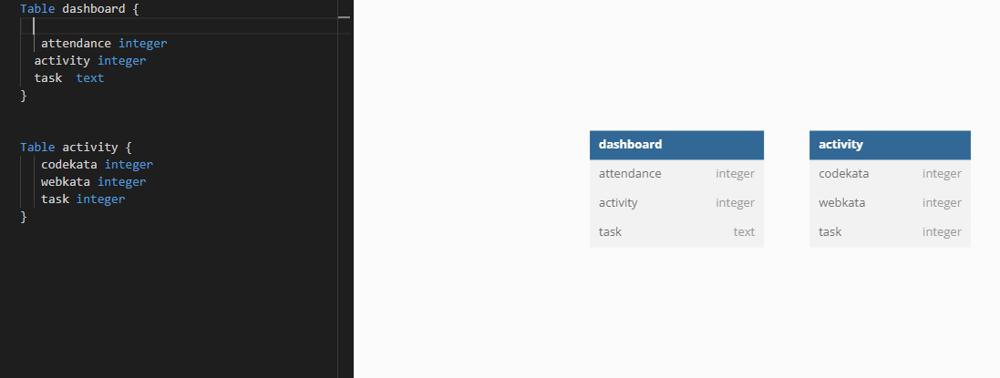 Table dashboard {
attendance integer
activity integer
task  text
}
Table activity {
codekata integer
webkata integer
task integer
}
dashboard
attendance integer
activity integer
task text
activity
codekata integer
webkata integer
task integer